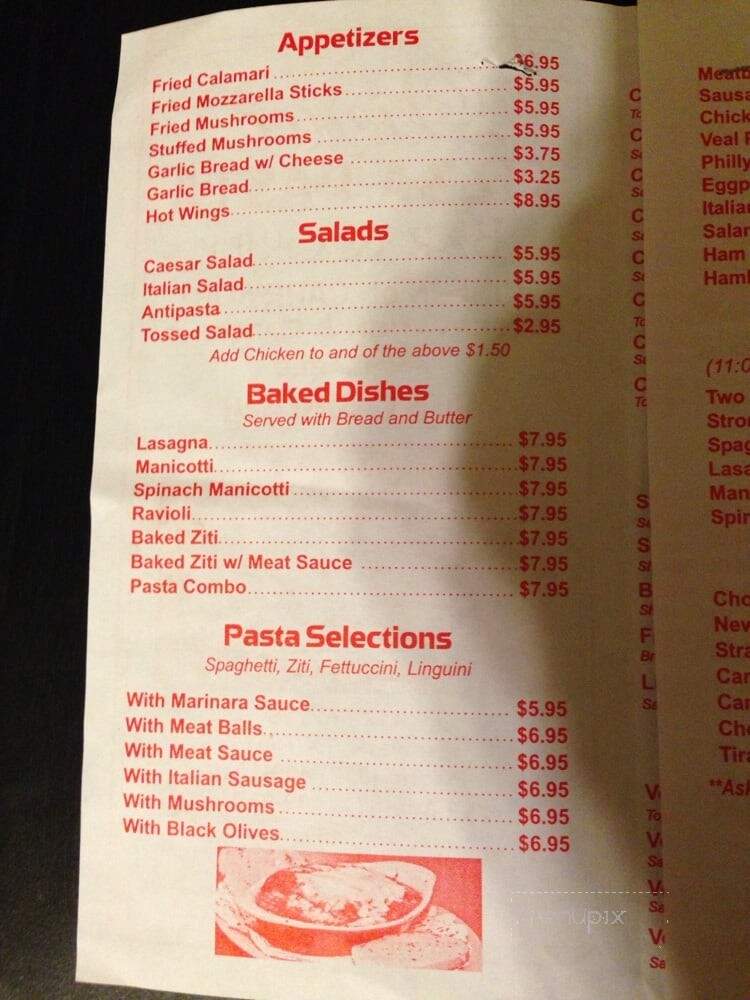 Appetizers
Fried Calamari $6.95
Fried Mozzarella Sticks $5.95
Fried Mushrooms $5.95
Stuffed Mushrooms $5.95
Garlic Bread w/ Cheese $3.75
Garlic Bread $3.25
Hot Wings $8.95
Salads
Caesar Salad $5.95
Italian Salad $5.95
Antipasta $5.95
Tossed Salad $2.95
Add Chicken to and of the above $1.50
Baked Dishes
Served with Bread and Butter
Lasagna $7.95
Manicotti $7.95
Spinach Manicotti $7.95
Ravioli $7.95
Baked Ziti $7.95
Baked Ziti w/ Meat Sauce $7.95
Pasta Combo $7.95
Pasta Selections
Spaghetti, Ziti, Fettuccini, Linguini
With Marinara Sauce $5.95
With Meat Balls $6.95
With Meat Sauce $6.95
With Italian Sausage $6.95
With Mushrooms $6.95
With Black Olives $6.95
Veal
Philly
Ham
(11:0
Two